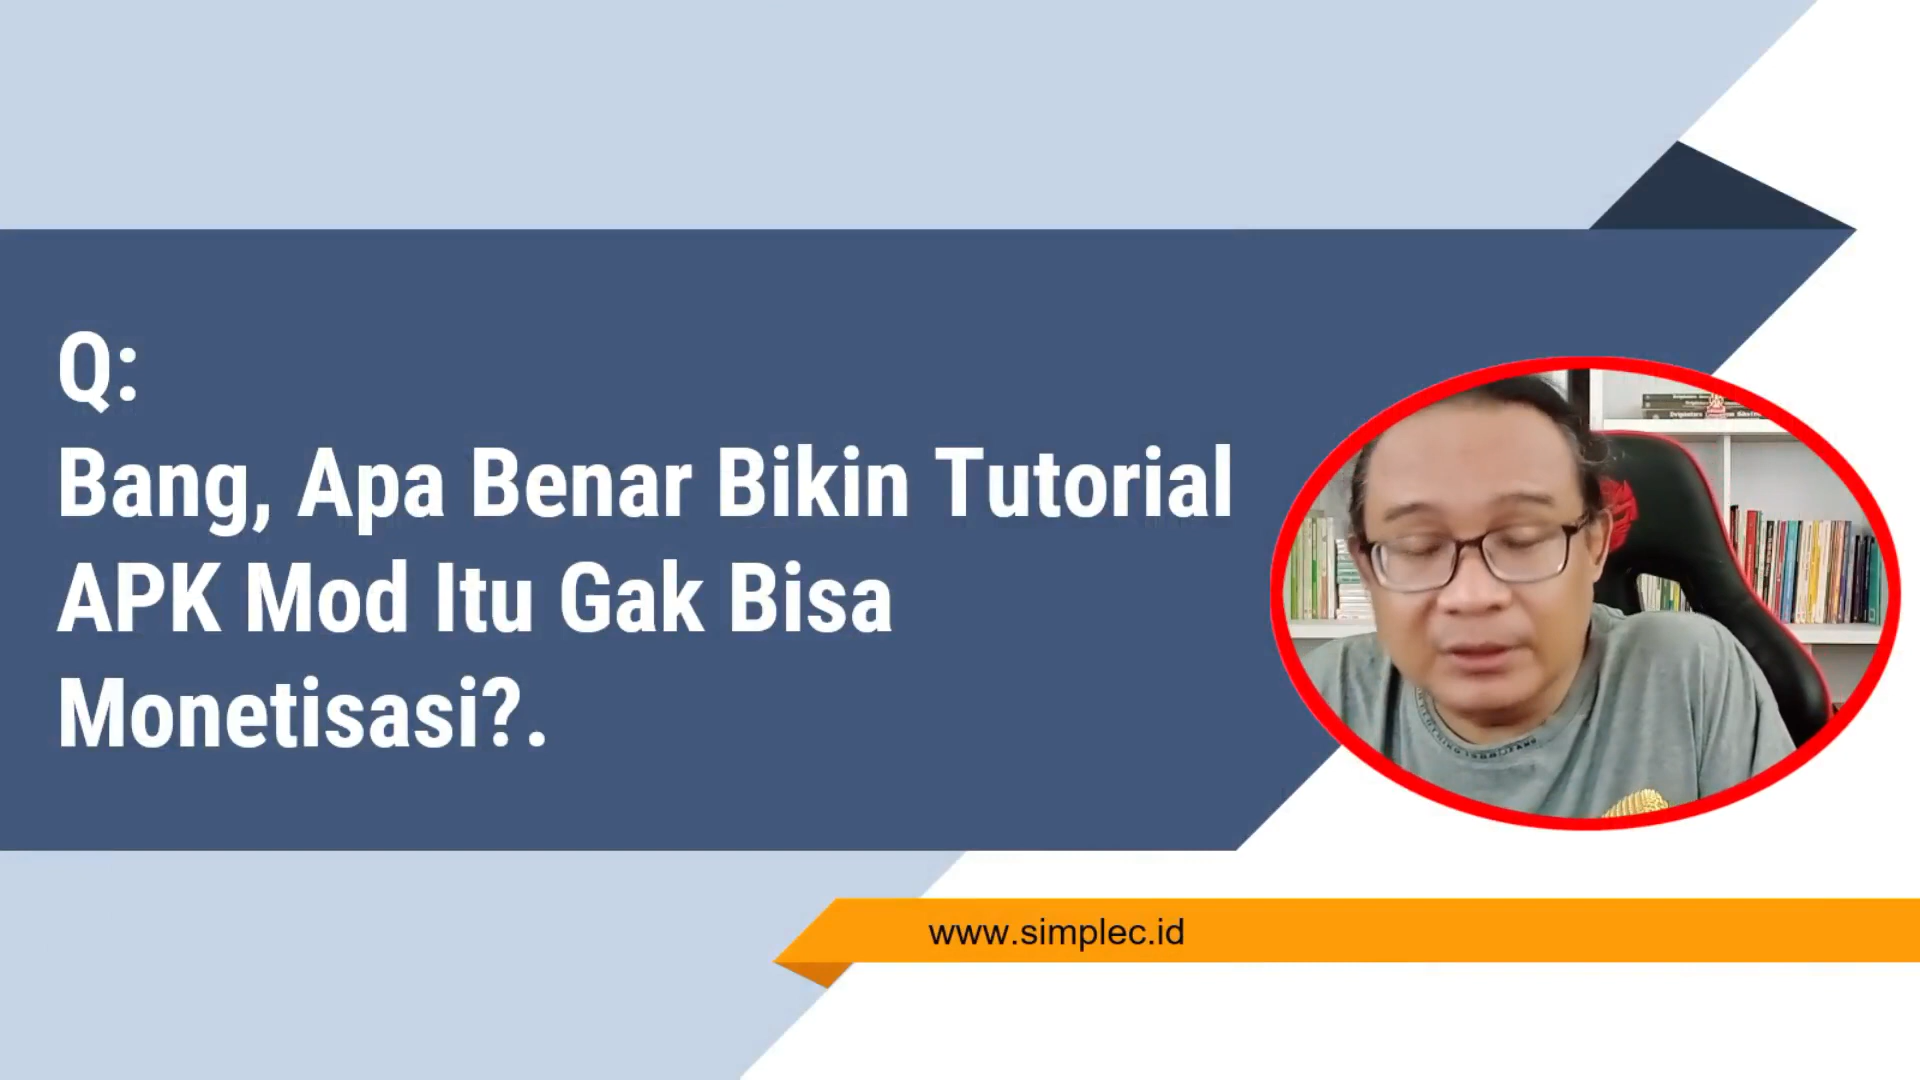 Q:
Bang, Apa Benar Bikin Tutorial
APK Mod Itu Gak Bisa
Monetisasi?.
www.simplec.id